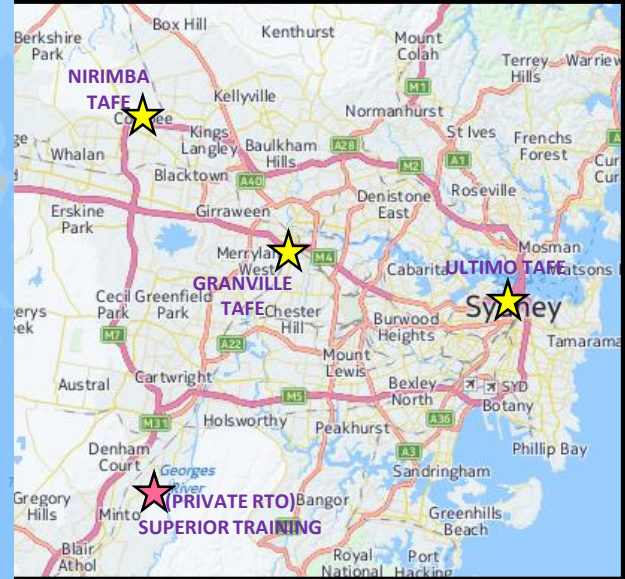 Berkshire
Park
Box Hill
Kenthurst
Mount
Colah
Terrey
Hills
NIRIMBA
TAFE
Kellyville
M1
Normanhurst
St Ives
Frenchs
Forest
Kings
Langley
Baulkham
Hills
A28
A1
Whalan
Blacktown
A40
M2
Roseville
Denistone
East
Erskine
Park
Girraween
Mosman
Merrylands
West
M4
Cabarita
ULTIMO TAFE
Watsons
GRANVILLE
TAFE
Sydney
Cecil
Park
Greenfield
Park
Chester
Hill
Burwood
Heights
M7
A22
Mount
Lewis
Tamarama
Austral
Cartwright
Bexley
North
SYD
Botany
M5
M31
Holsworthy
Peakhurst
A36
Denham
Court
A3
Phillip Bay
Georges
River
Sandringham
Gregory
Hills
Minto
(PRIVATE RTO)
SUPERIOR TRAINING
Bangor
Greenhills
Beach
Blair
Athol
Royal
National
Port
Hacking